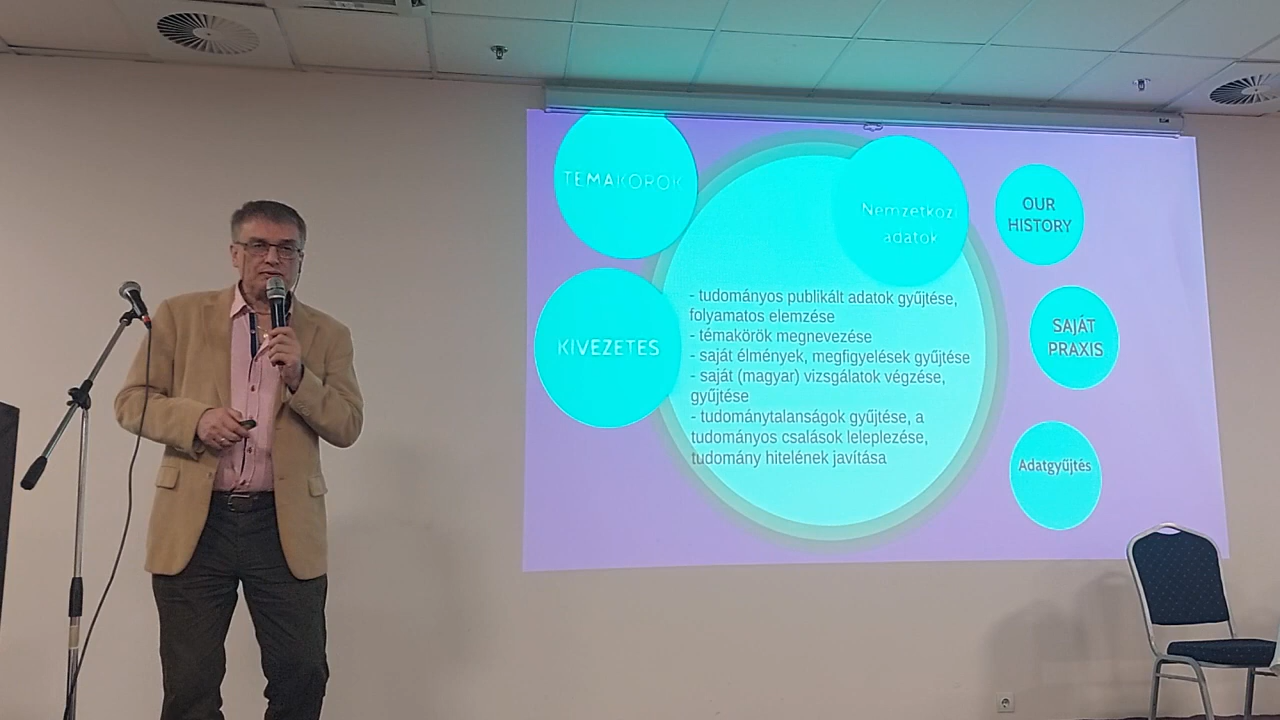 TEMAKOROK
Nemzetkozi
adatok
OUR
HISTORY
KIVEZETES
- tudományos publikált adatok gyűjtése,
folyamatos elemzése
- témakörök megnevezése
- saját élmények, megfigyelések gyűjtése
- saját (magyar) vizsgálatok végzése,
gyűjtése
- tudománytalanságok gyűjtése, a
tudományos csalások leleplezése,
tudomány hitelének javítása
SAJÁT
PRAXIS
Adatgyűjtés